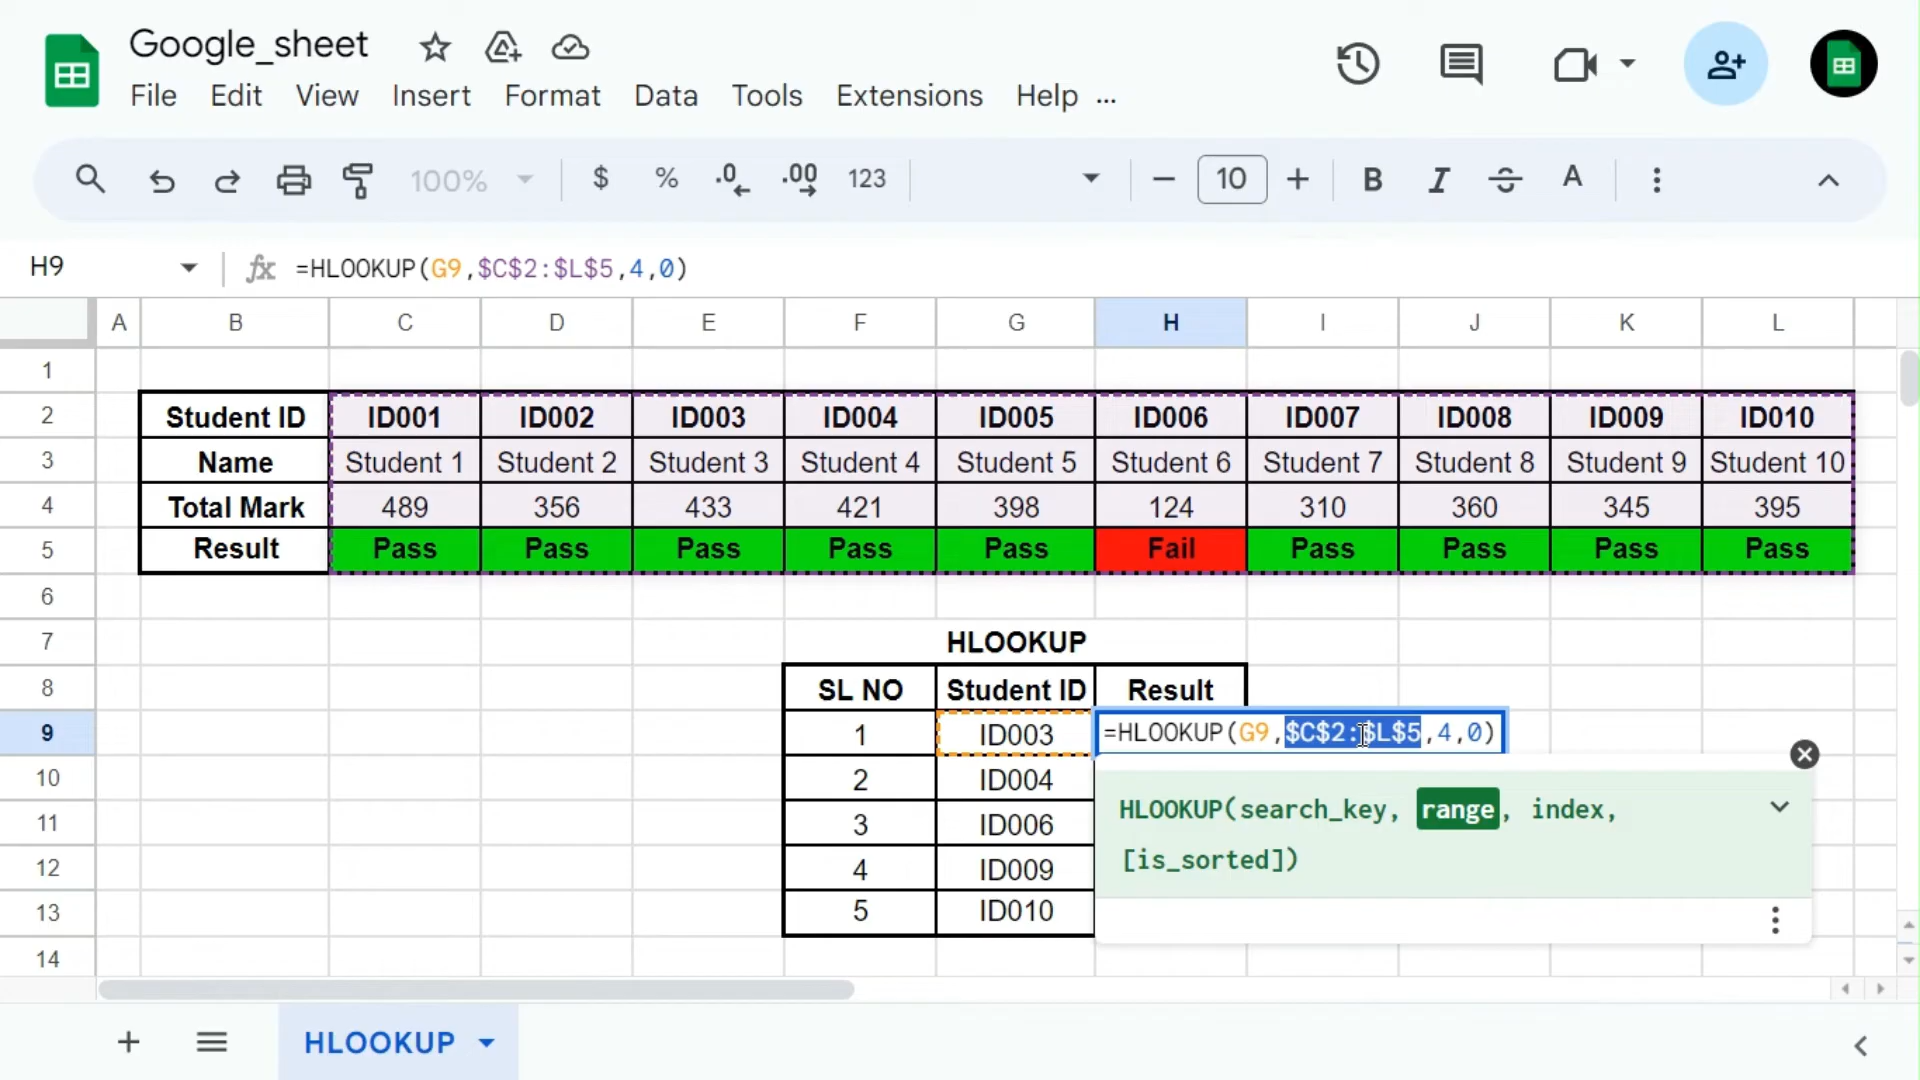 Google_sheet
File Edit View Insert Format Data Tools Extensions Help ...
100% $ % .0 .00 123 10 B I S A
H9 fx =HLOOKUP(G9,$C$2:$L$5,4,0)
A B C D E F G H I J K L
1
2 Student ID ID001 ID002 ID003 ID004 ID005 ID006 ID007 ID008 ID009 ID010
3 Name Student 1 Student 2 Student 3 Student 4 Student 5 Student 6 Student 7 Student 8 Student 9 Student 10
4 Total Mark 489 356 433 421 398 124 310 360 345 395
5 Result Pass Pass Pass Pass Pass Fail Pass Pass Pass Pass
6
7 HLOOKUP
8 SL NO Student ID Result
9 1 ID003 =HLOOKUP(G9,$C$2:$L$5,4,0)
10 2 ID004
HLOOKUP(search_key, range, index,
11 3 ID006
[is_sorted])
12 4 ID009
13 5 ID010
14
HLOOKUP